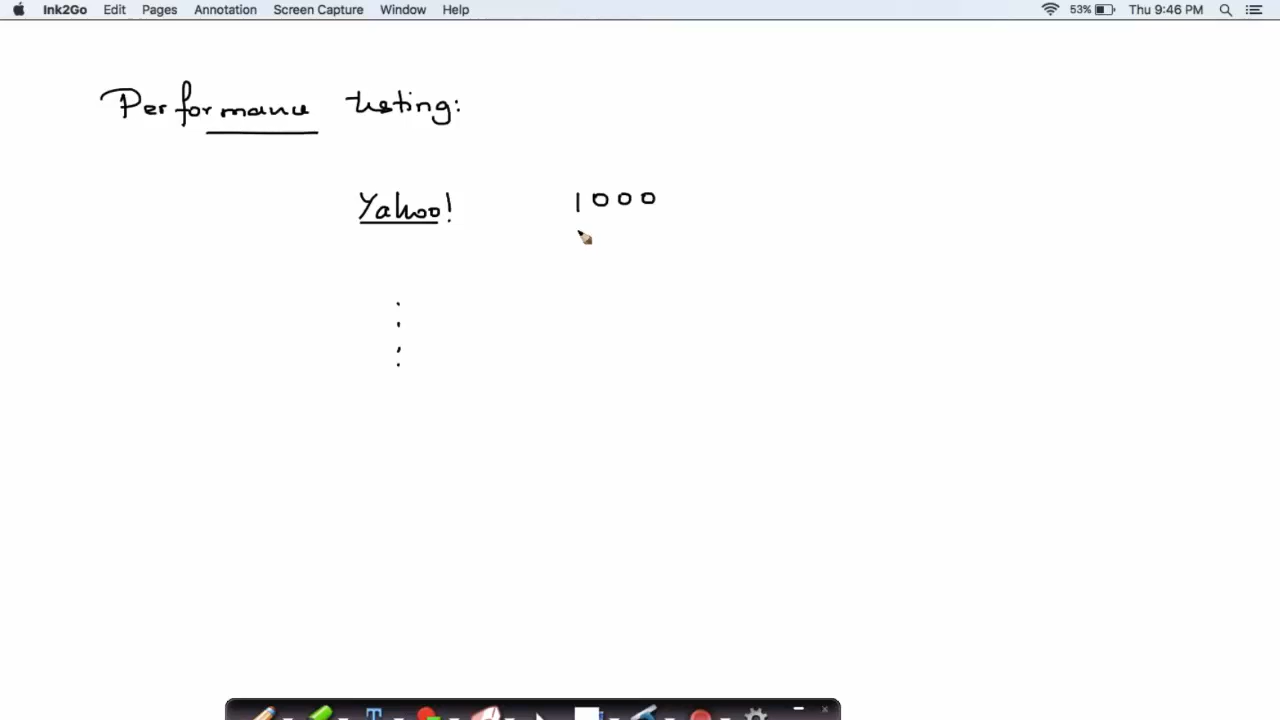 Ink2Go Edit Pages Annotation Screen Capture Window Help 53% Thu 9:46 PM
Performance testing:
Yahoo! 1000